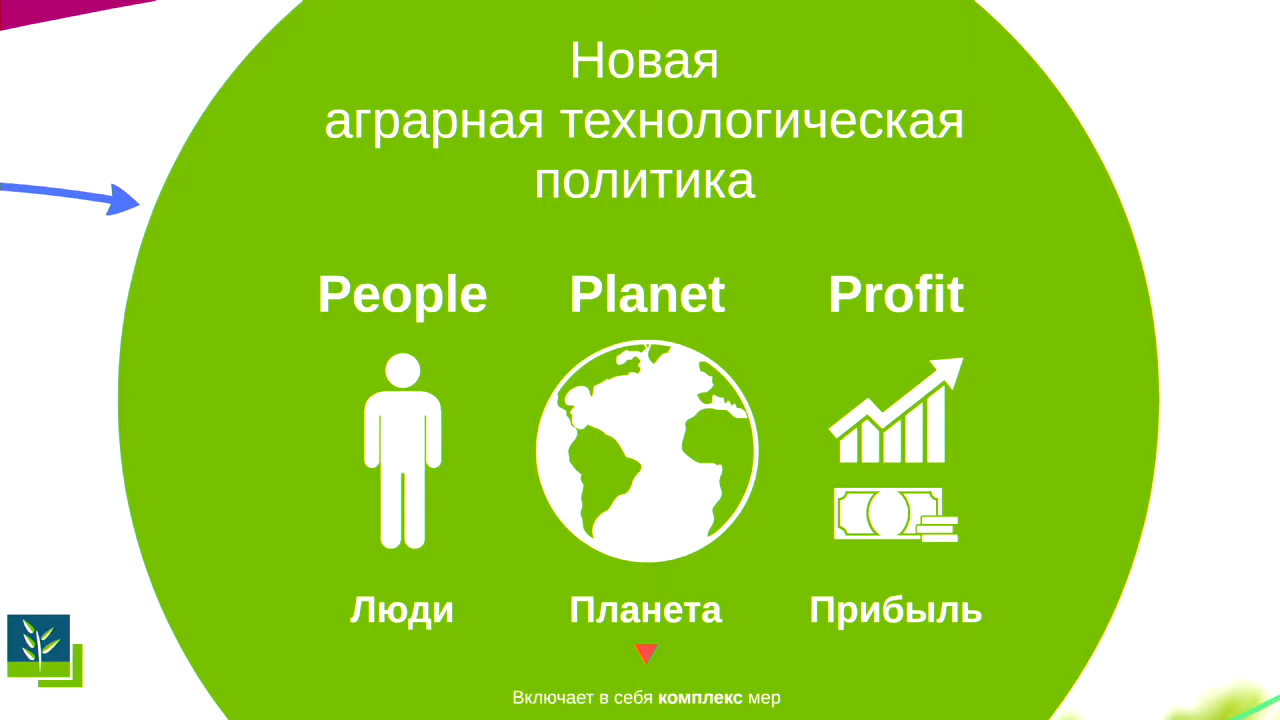 Новая
аграрная технологическая
политика
People Planet Profit
Люди Планета Прибыль
Включает в себя комплекс мер